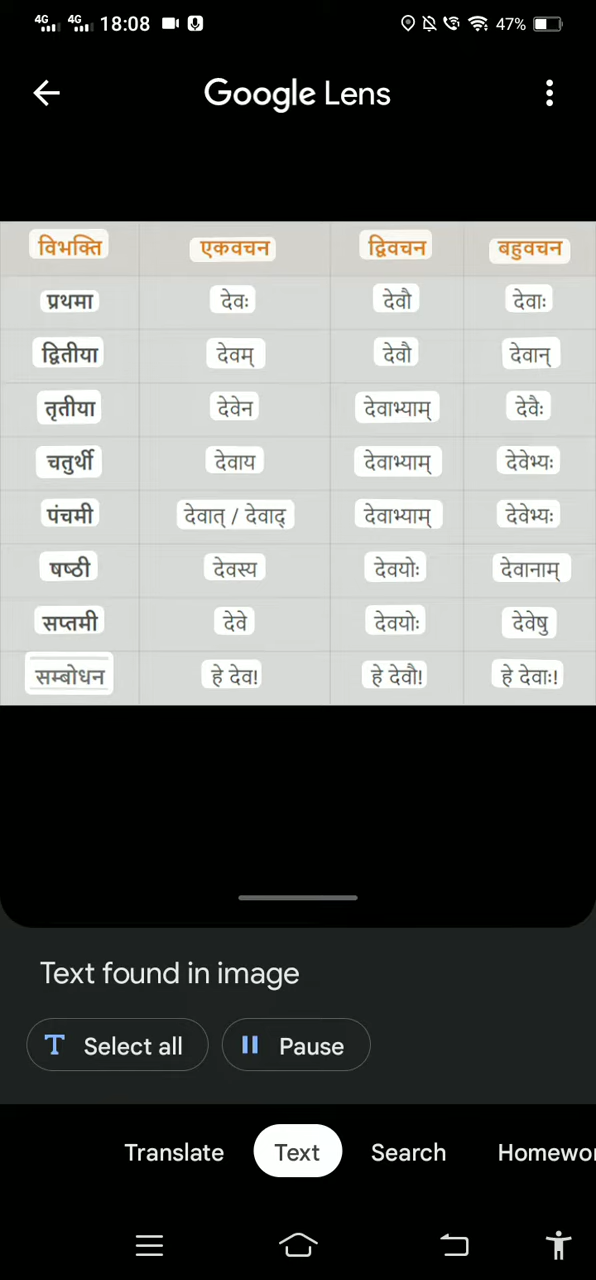 4G 4G 18:08 47%
Google Lens
विभक्ति एकवचन द्विवचन बहुवचन
प्रथमा देवः देवौ देवाः
द्वितीया देवम् देवौ देवान्
तृतीया देवेन देवाभ्याम् देवैः
चतुर्थी देवाय देवाभ्याम् देवेभ्यः
पंचमी देवात् / देवाद् देवाभ्याम् देवेभ्यः
षष्ठी देवस्य देवयोः देवानाम्
सप्तमी देवे देवयोः देवेषु
सम्बोधन हे देव! हे देवौ! हे देवाः!
Text found in image
Select all Pause
Translate Text Search Homewor